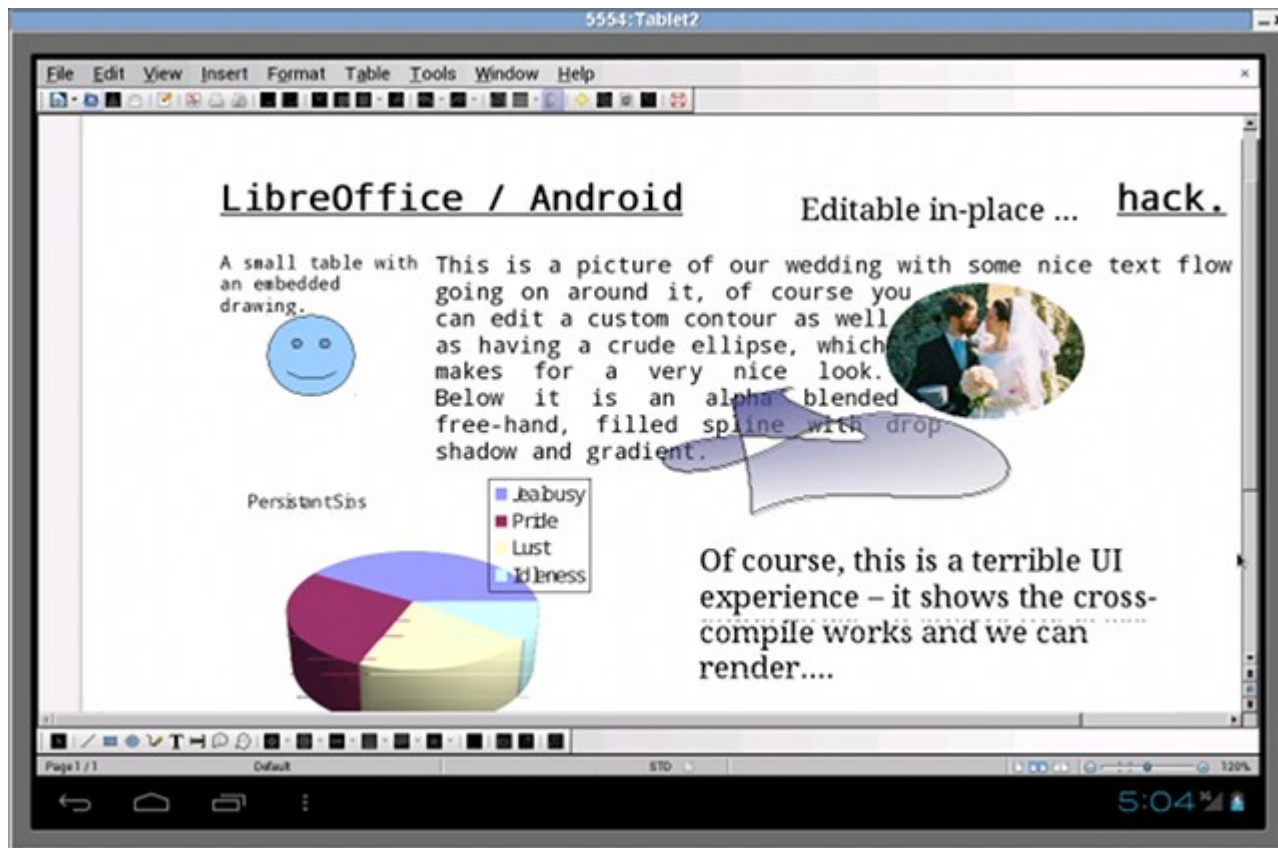 5554:Tablet2
File Edit View Insert Format Table Tools Window Help
LibreOffice / Android
Editable in-place ...
hack.
A small table with
an embedded
drawing.
This is a picture of our wedding with some nice text flow
going on around it, of course you
can edit a custom contour as well
as having a crude ellipse, which
makes for a very nice look.
Below it is an alpha blended
free-hand, filled spline with drop
shadow and gradient.
PersistantSins
Jealousy
Pride
Lust
Idleness
Of course, this is a terrible UI
experience – it shows the cross-
compile works and we can
render....
Page 1 / 1 Default STD 120%
5:04 3G